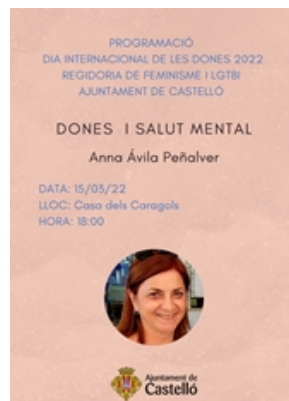 PROGRAMACIÓ
DIA INTERNACIONAL DE LES DONES 2022
REGIDORIA DE FEMINISME I LGTBI
AJUNTAMENT DE CASTELLÓ
DONES I SALUT MENTAL
Anna Ávila Peñalver
DATA: 15/03/22
LLOC: Casa dels Caragols
HORA: 18:00
Ajuntament de
Castelló